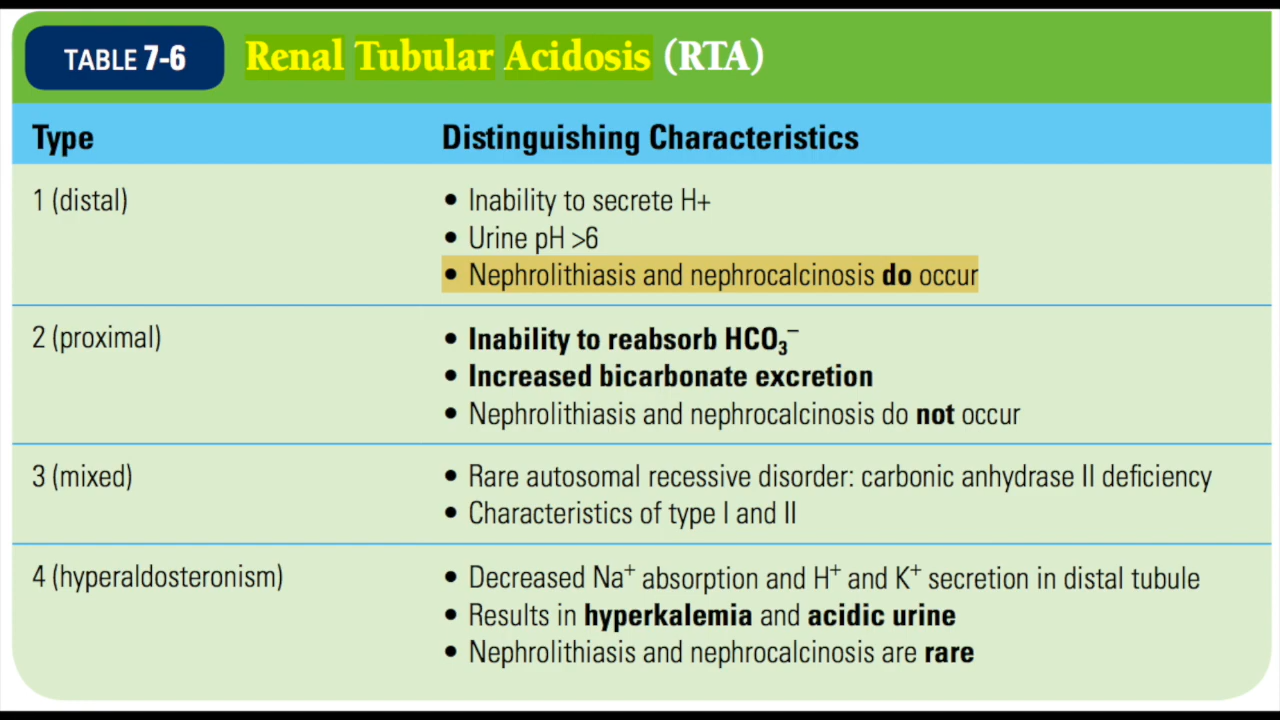 TABLE 7-6 Renal Tubular Acidosis (RTA)
Type Distinguishing Characteristics
1 (distal) • Inability to secrete H+
• Urine pH >6
• Nephrolithiasis and nephrocalcinosis do occur
2 (proximal) • Inability to reabsorb HCO₃⁻
• Increased bicarbonate excretion
• Nephrolithiasis and nephrocalcinosis do not occur
3 (mixed) • Rare autosomal recessive disorder: carbonic anhydrase II deficiency
• Characteristics of type I and II
4 (hyperaldosteronism) • Decreased Na⁺ absorption and H⁺ and K⁺ secretion in distal tubule
• Results in hyperkalemia and acidic urine
• Nephrolithiasis and nephrocalcinosis are rare